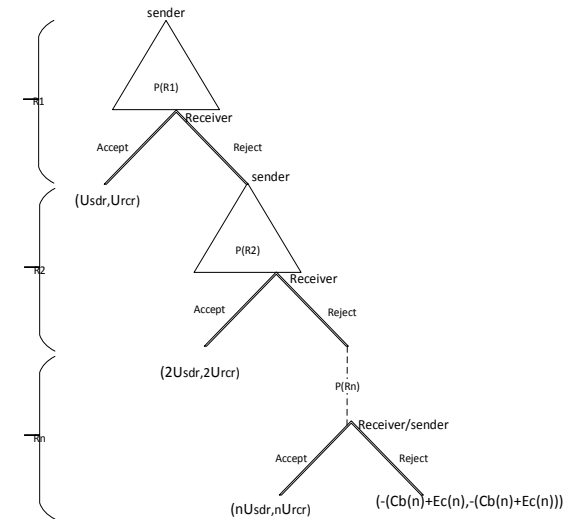 sender
P(R1)
R1
Receiver
Accept
Reject
sender
(Usdr,Urcr)
P(R2)
R2
Receiver
Accept
Reject
(2Usdr,2Urcr)
P(Rn)
Receiver/sender
Rn
Accept
Reject
(nUsdr,nUrcr)
(-(Cb(n)+Ec(n),-(Cb(n)+Ec(n)))